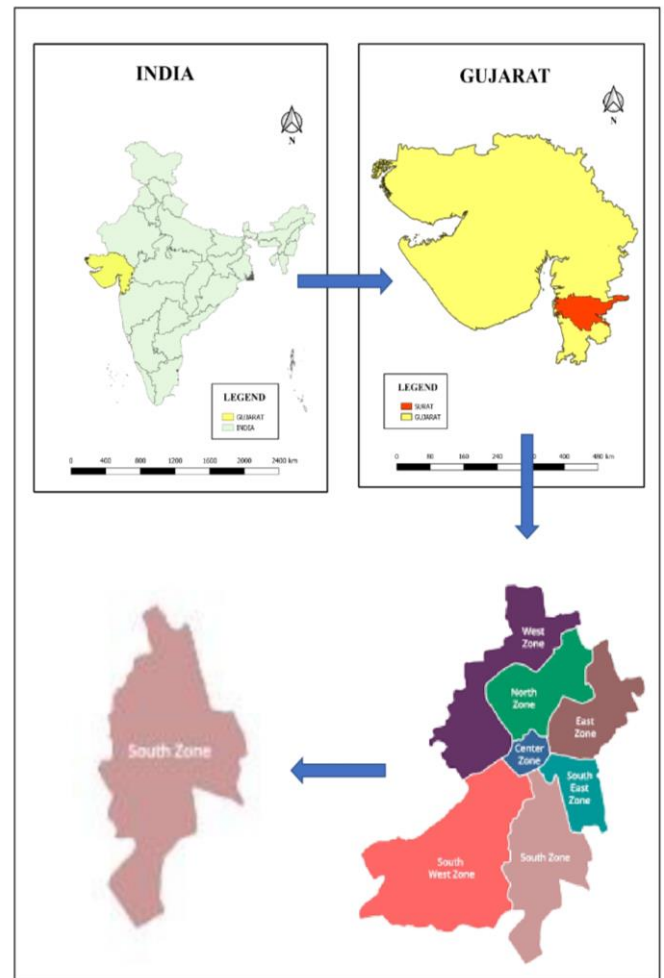 INDIA
N
LEGEND
GUJARAT
INDIA
0 400 800 1200 1600 2000 2400 km
GUJARAT
N
LEGEND
SURAT
GUJARAT
0 80 160 240 320 400 480 km
West
Zone
North
Zone
East
Zone
Center
Zone
South
East
Zone
South
West Zone
South Zone
South Zone